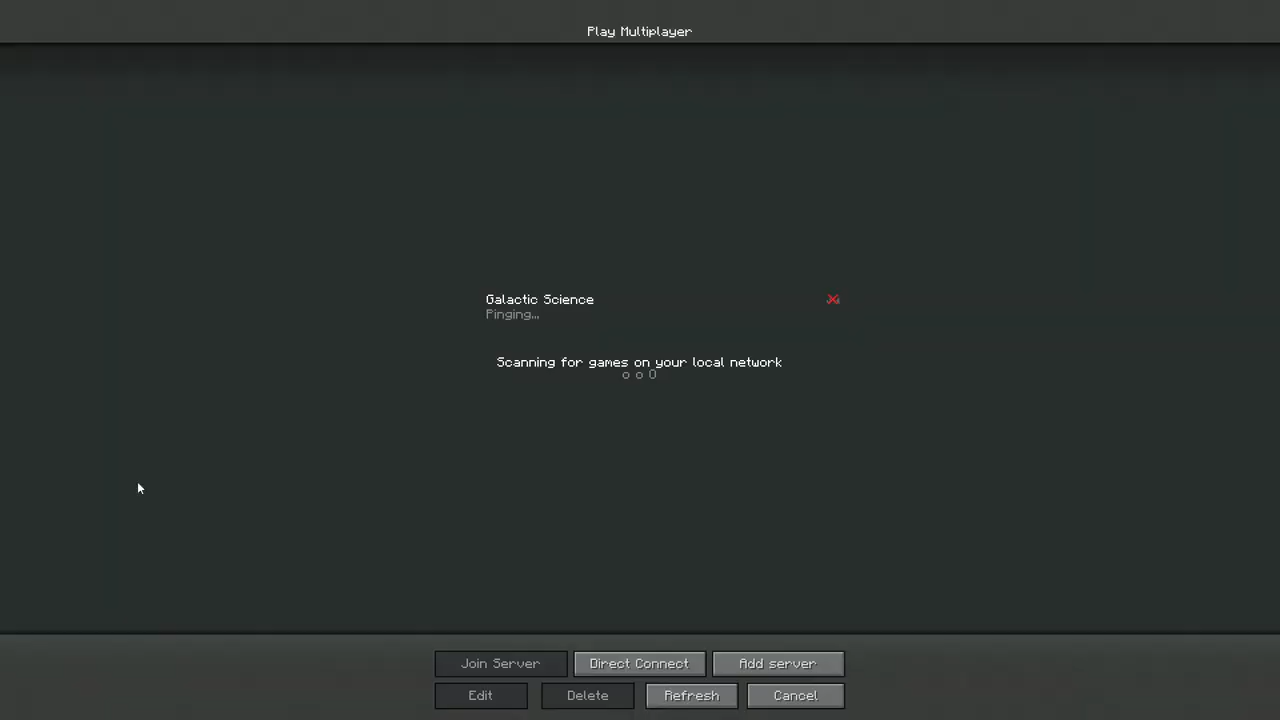 Play Multiplayer
Galactic Science
Pinging...
Scanning for games on your local network
o o O
Join Server
Direct Connect
Add server
Edit
Delete
Refresh
Cancel